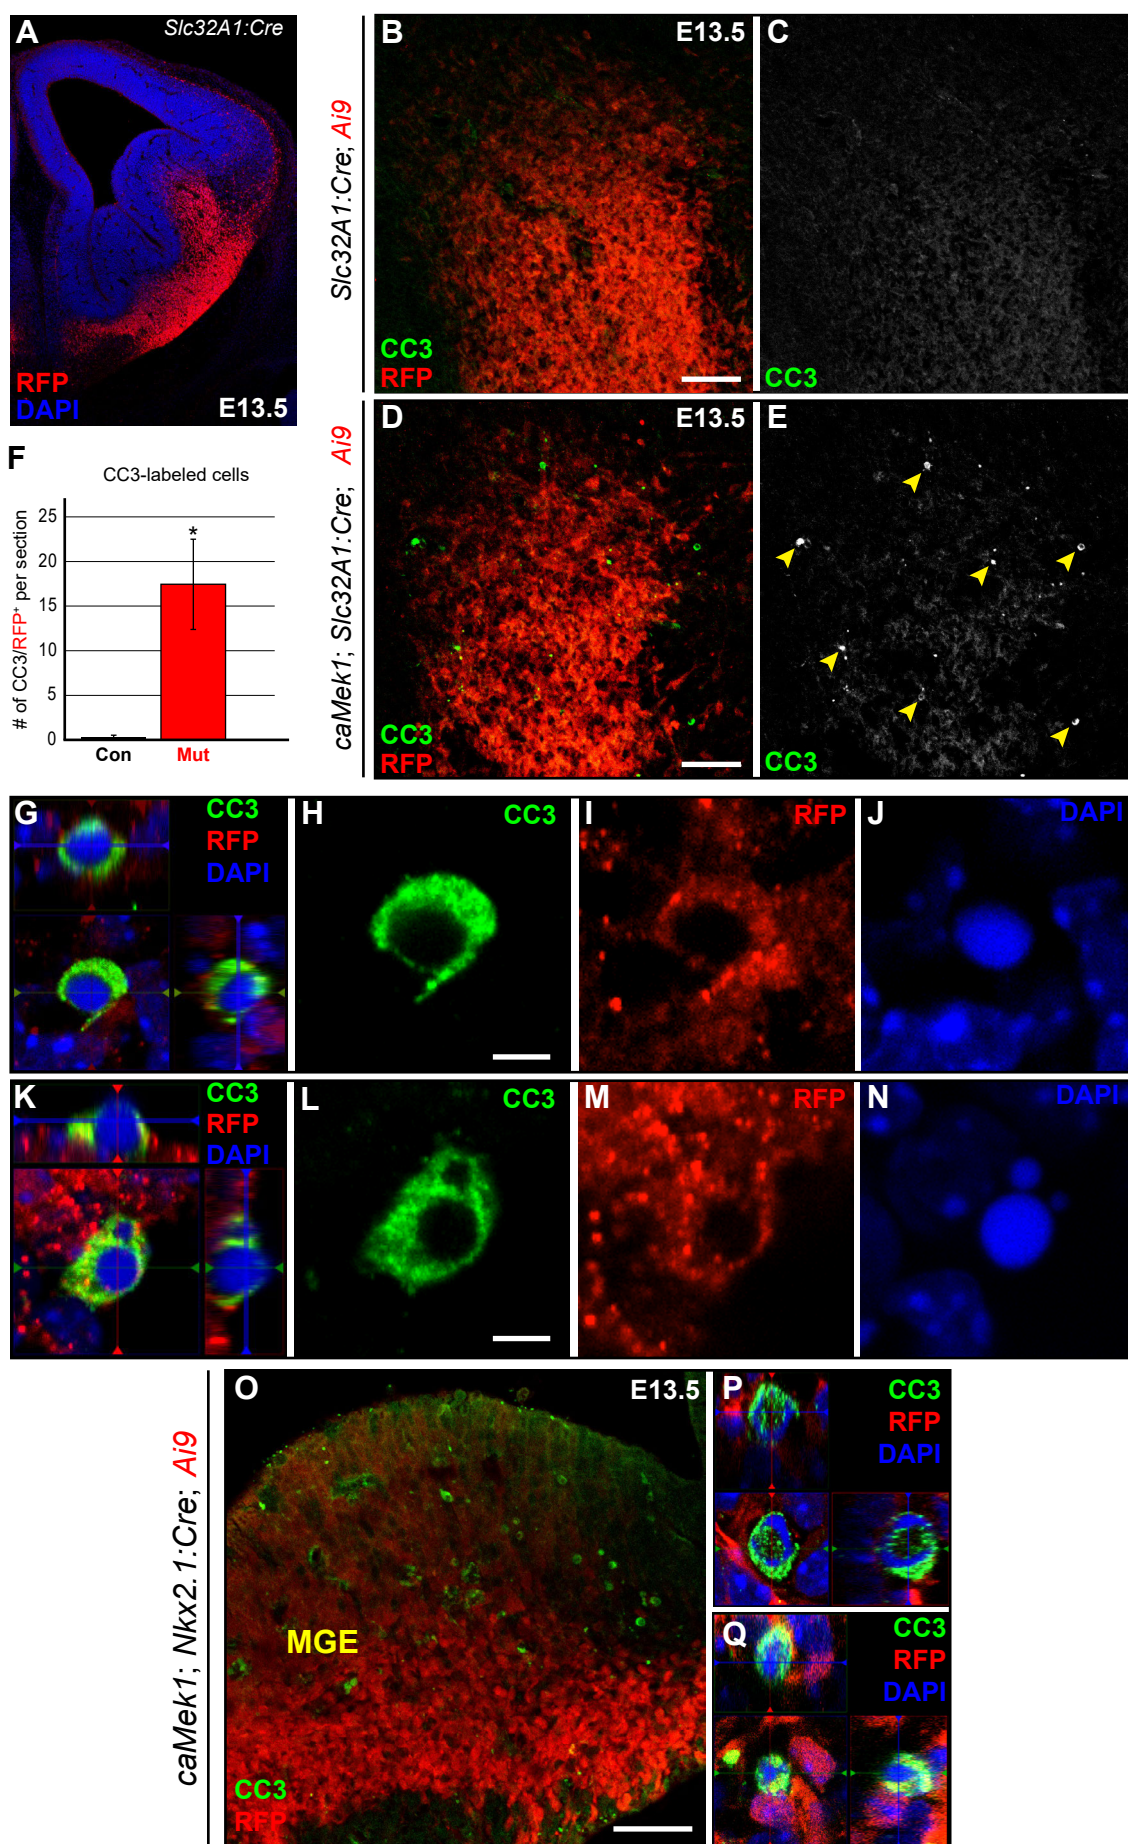 A
Slc32A1:Cre
RFP
DAPI
E13.5
Slc32A1:Cre; Ai9
B
E13.5
CC3
RFP
C
CC3
caMek1; Slc32A1:Cre; Ai9
D
E13.5
CC3
RFP
E
CC3
F
CC3-labeled cells
# of CC3/RFP⁺ per section
25
20
15
10
5
0
*
Con
Mut
G
CC3
RFP
DAPI
H
CC3
I
RFP
J
DAPI
K
CC3
RFP
DAPI
L
CC3
M
RFP
N
DAPI
caMek1; Nkx2.1:Cre; Ai9
O
E13.5
MGE
CC3
RFP
P
CC3
RFP
DAPI
Q
CC3
RFP
DAPI